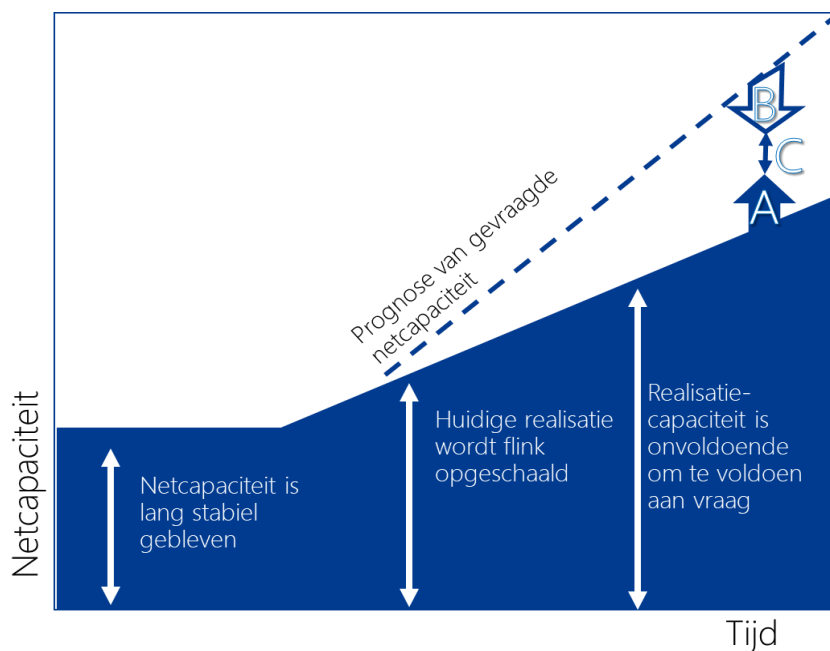 B
C
A
Prognose van gevraagde
netcapaciteit
Netcapaciteit
Netcapaciteit is
lang stabiel
gebleven
Huidige realisatie
wordt flink
opgeschaald
Realisatie-
capaciteit is
onvoldoende
om te voldoen
aan vraag
Tijd